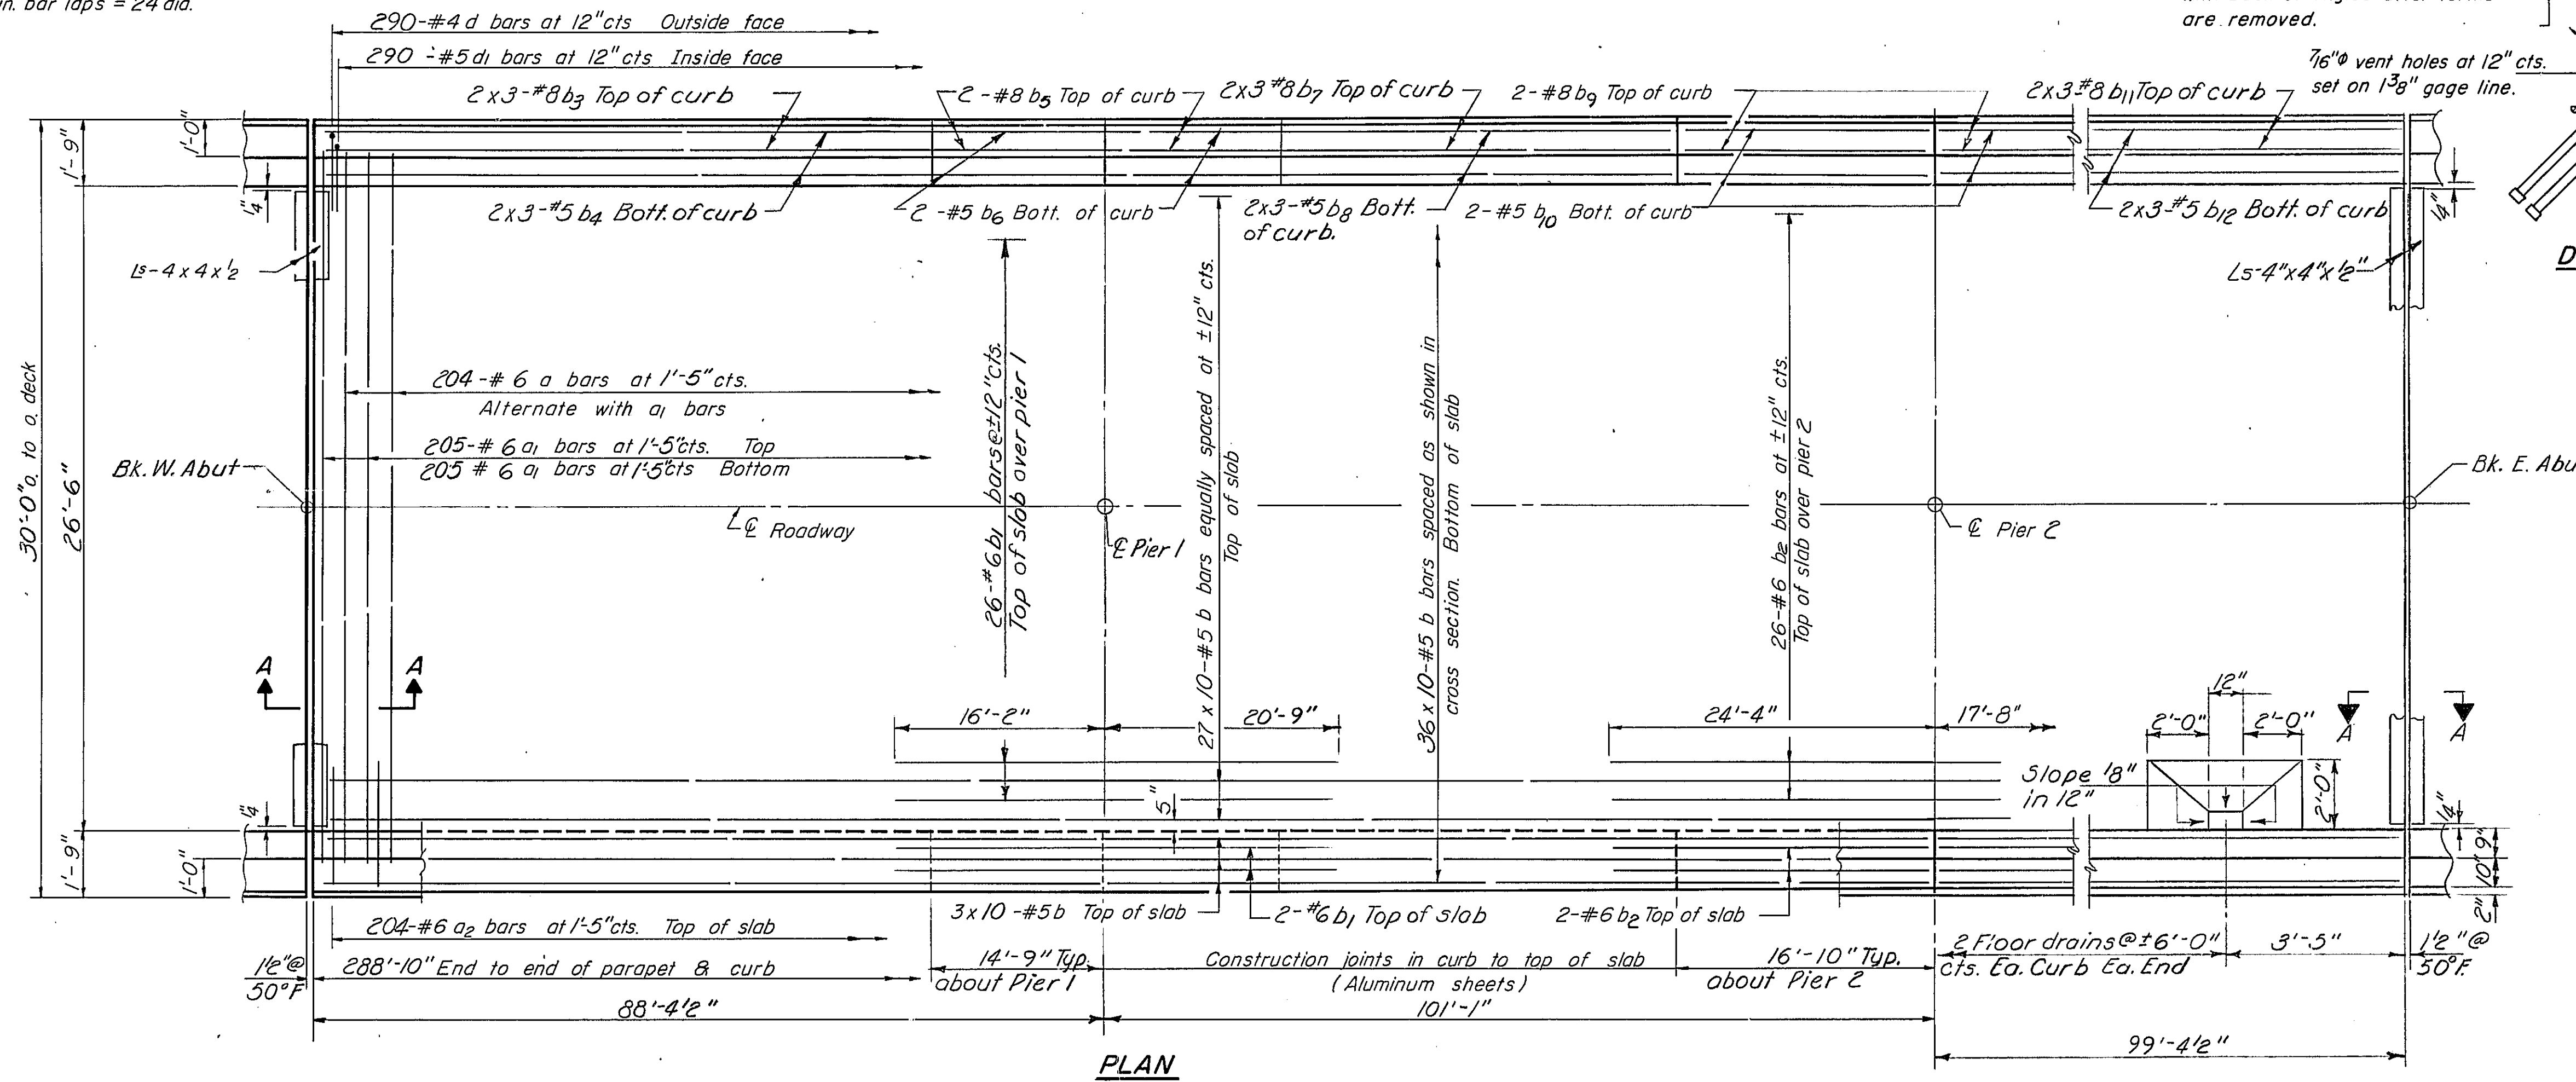 bar laps = 24 dia.
290-#4 d bars at 12"cts Outside face
290-#5 d1 bars at 12"cts Inside face
are removed.
7/16"Φ vent holes at 12" cts.
set on 1 3/8" gage line.
2x3-#8 b3 Top of curb
2-#8 b5 Top of curb
2x3 #8 b7 Top of curb
2-#8 b9 Top of curb
2x3-#8 b11 Top of curb
1'-9"
1'-0"
1/4"
2x3-#5 b4 Bott. of curb
2-#5 b6 Bott. of curb
2x3-#5 b8 Bott.
of curb.
2-#5 b10 Bott. of curb
2x3-#5 b12 Bott. of curb
1/4"
Ls-4x4x1/2
Ls-4"x4"x1/2"
D
30'-0" o. to o. deck
26'-6"
204-#6 a bars at 1'-5"cts.
Alternate with a1 bars
205-#6 a1 bars at 1'-5"cts. Top
205 #6 a1 bars at 1'-5"cts Bottom
Bk. W. Abut
℄ Roadway
26-#6 b1 bars @±12"cts.
Top of slab over pier 1
℄ Pier 1
27 x 10-#5 b bars equally spaced at ±12" cts.
Top of slab
36 x 10-#5 b bars spaced as shown in
cross section. Bottom of slab
26-#6 b2 bars at ±12" cts.
Top of slab over pier 2
℄ Pier 2
Bk. E. Abu
A
A
16'-2"
20'-9"
24'-4"
17'-8"
12"
2'-0"
2'-0"
A
A
Slope 1/8"
in 12"
2'-0"
5"
1/4"
1/4"
1'-9"
1'-0"
9"
10"
2"
3x10-#5 b Top of slab
2-#6 b1 Top of slab
2-#6 b2 Top of slab
204-#6 a2 bars at 1'-5"cts. Top of slab
1 1/2"@
50°F
288'-10" End to end of parapet & curb
14'-9" Typ.
about Pier 1
Construction joints in curb to top of slab
(Aluminum sheets)
16'-10" Typ.
about Pier 2
2 Floor drains @±6'-0"
cts. Ea. Curb Ea. End
3'-5"
1 1/2"@
50°F.
88'-4 1/2"
101'-1"
99'-4 1/2"
PLAN